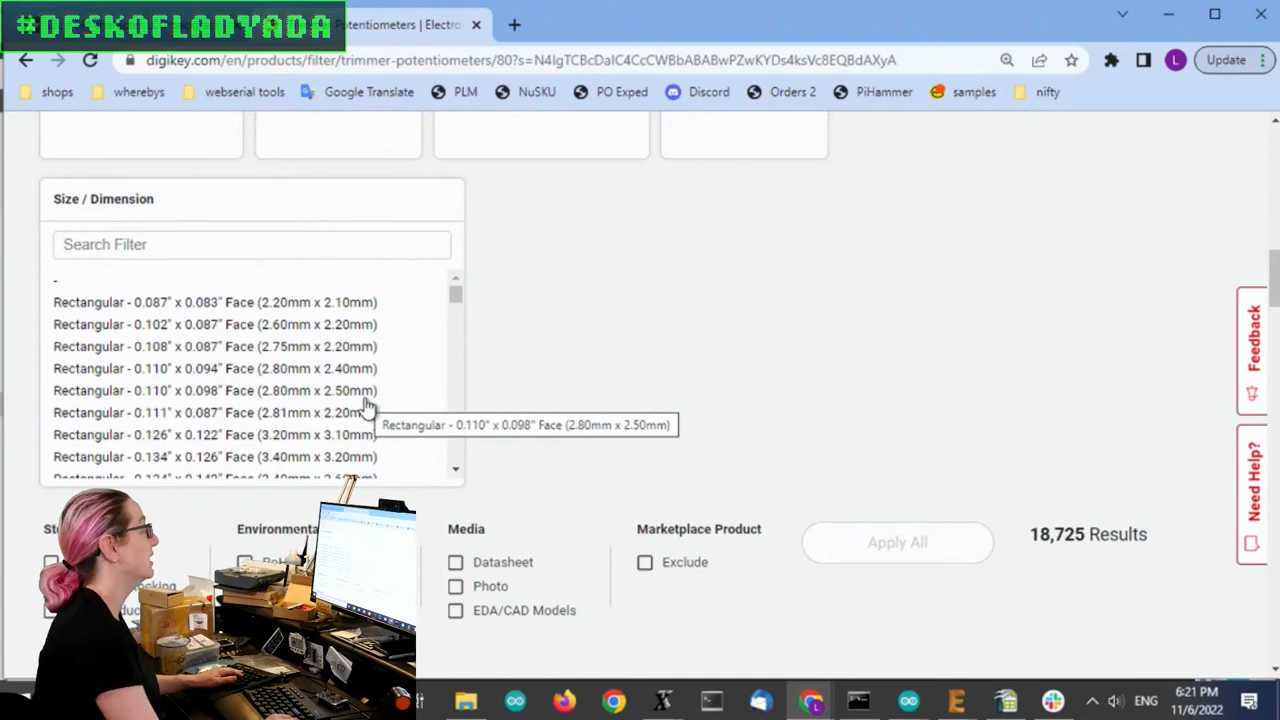 #DESKOFLADYADA
Potentiometers | Electro
digikey.com/en/products/filter/trimmer-potentiometers/80?s=N4IgTCBcDaIC4CcCWBbABABwPZwKYDs4ksVc8EQBdAXyA
L
Update
shops
wherebys
webserial tools
Google Translate
PLM
NuSKU
PO Exped
Discord
Orders 2
PiHammer
samples
nifty
Size / Dimension
Search Filter
-
Rectangular - 0.087" x 0.083" Face (2.20mm x 2.10mm)
Rectangular - 0.102" x 0.087" Face (2.60mm x 2.20mm)
Rectangular - 0.108" x 0.087" Face (2.75mm x 2.20mm)
Rectangular - 0.110" x 0.094" Face (2.80mm x 2.40mm)
Rectangular - 0.110" x 0.098" Face (2.80mm x 2.50mm)
Rectangular - 0.111" x 0.087" Face (2.81mm x 2.20m
Rectangular - 0.110" x 0.098" Face (2.80mm x 2.50mm)
Rectangular - 0.126" x 0.122" Face (3.20mm x 3.10mm)
Rectangular - 0.134" x 0.126" Face (3.40mm x 3.20mm)
Feedback
Need Help?
Environmenta
Media
Datasheet
Photo
EDA/CAD Models
Marketplace Product
Exclude
Apply All
18,725 Results
ENG
6:21 PM
11/6/2022